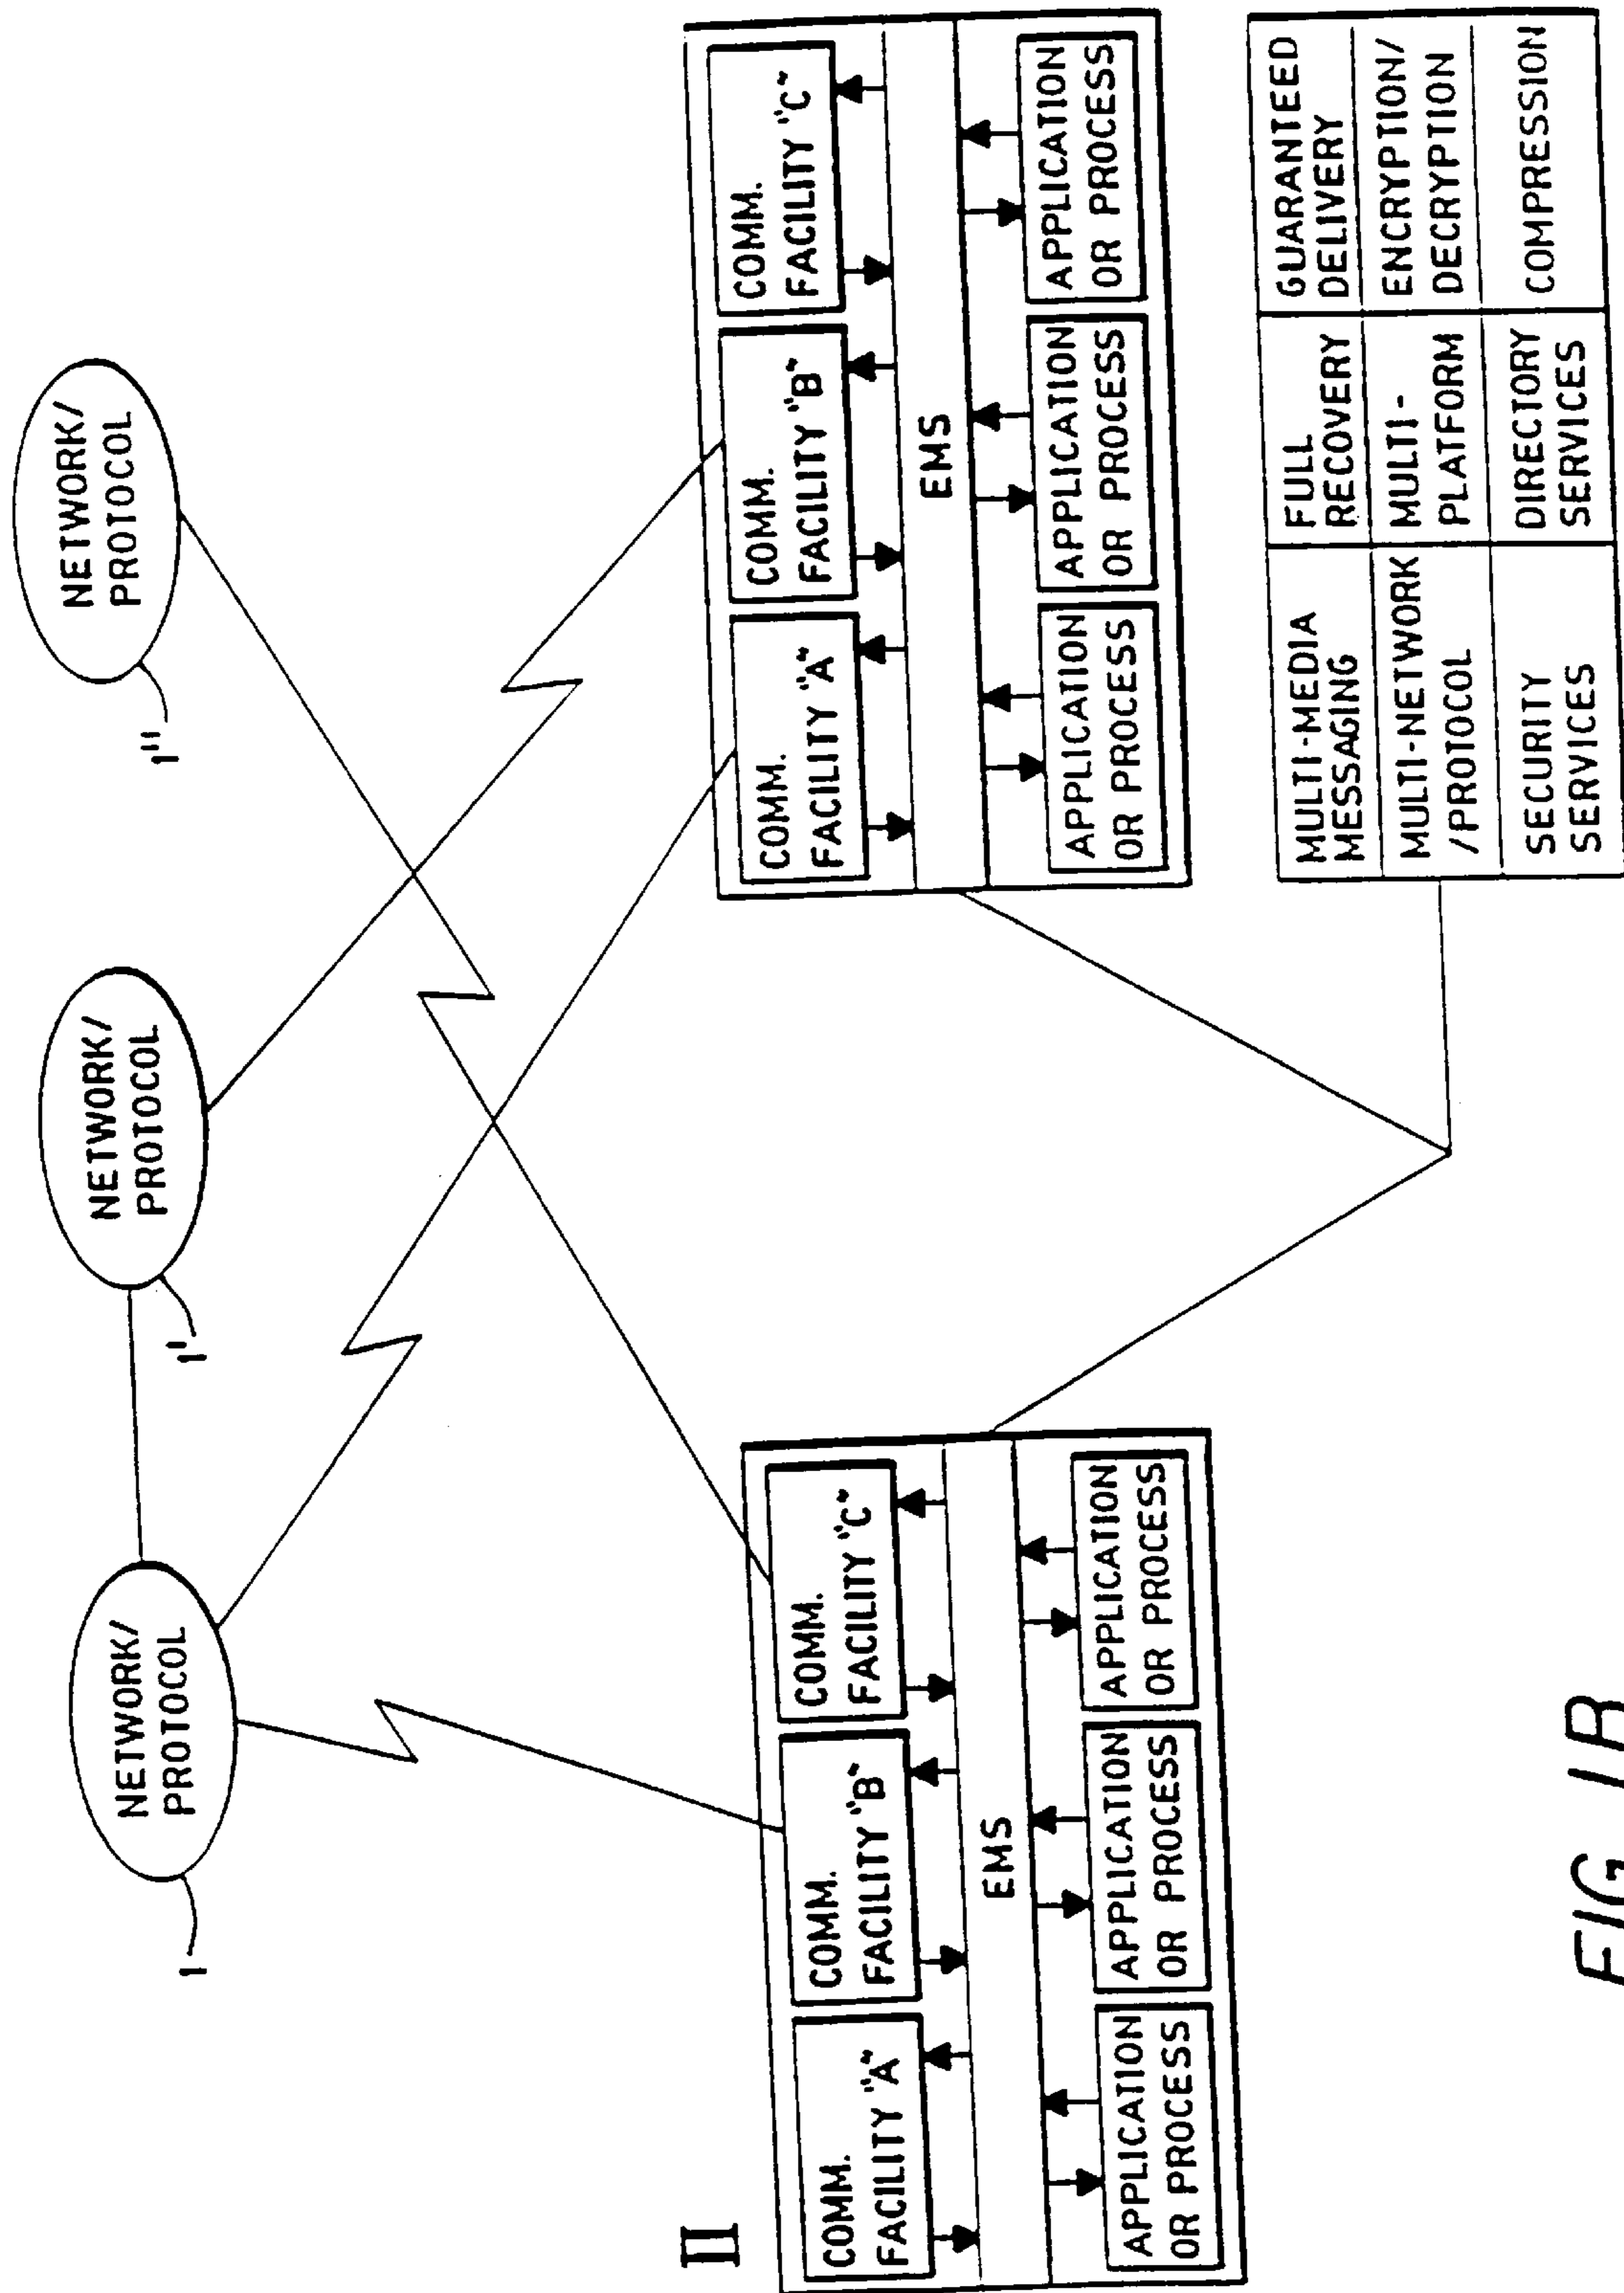 NETWORK/
PROTOCOL
1
NETWORK/
PROTOCOL
1'
NETWORK/
PROTOCOL
1"
II
COMM.
FACILITY "A"
COMM.
FACILITY "B"
COMM.
FACILITY "C"
EMS
APPLICATION
OR PROCESS
APPLICATION
OR PROCESS
APPLICATION
OR PROCESS
COMM.
FACILITY "A"
COMM.
FACILITY "B"
COMM.
FACILITY "C"
EMS
APPLICATION
OR PROCESS
APPLICATION
OR PROCESS
APPLICATION
OR PROCESS
MULTI-MEDIA
MESSAGING
FULL
RECOVERY
GUARANTEED
DELIVERY
MULTI-NETWORK
/PROTOCOL
MULTI-
PLATFORM
ENCRYPTION/
DECRYPTION
SECURITY
SERVICES
DIRECTORY
SERVICES
COMPRESSION
FIG. 1B